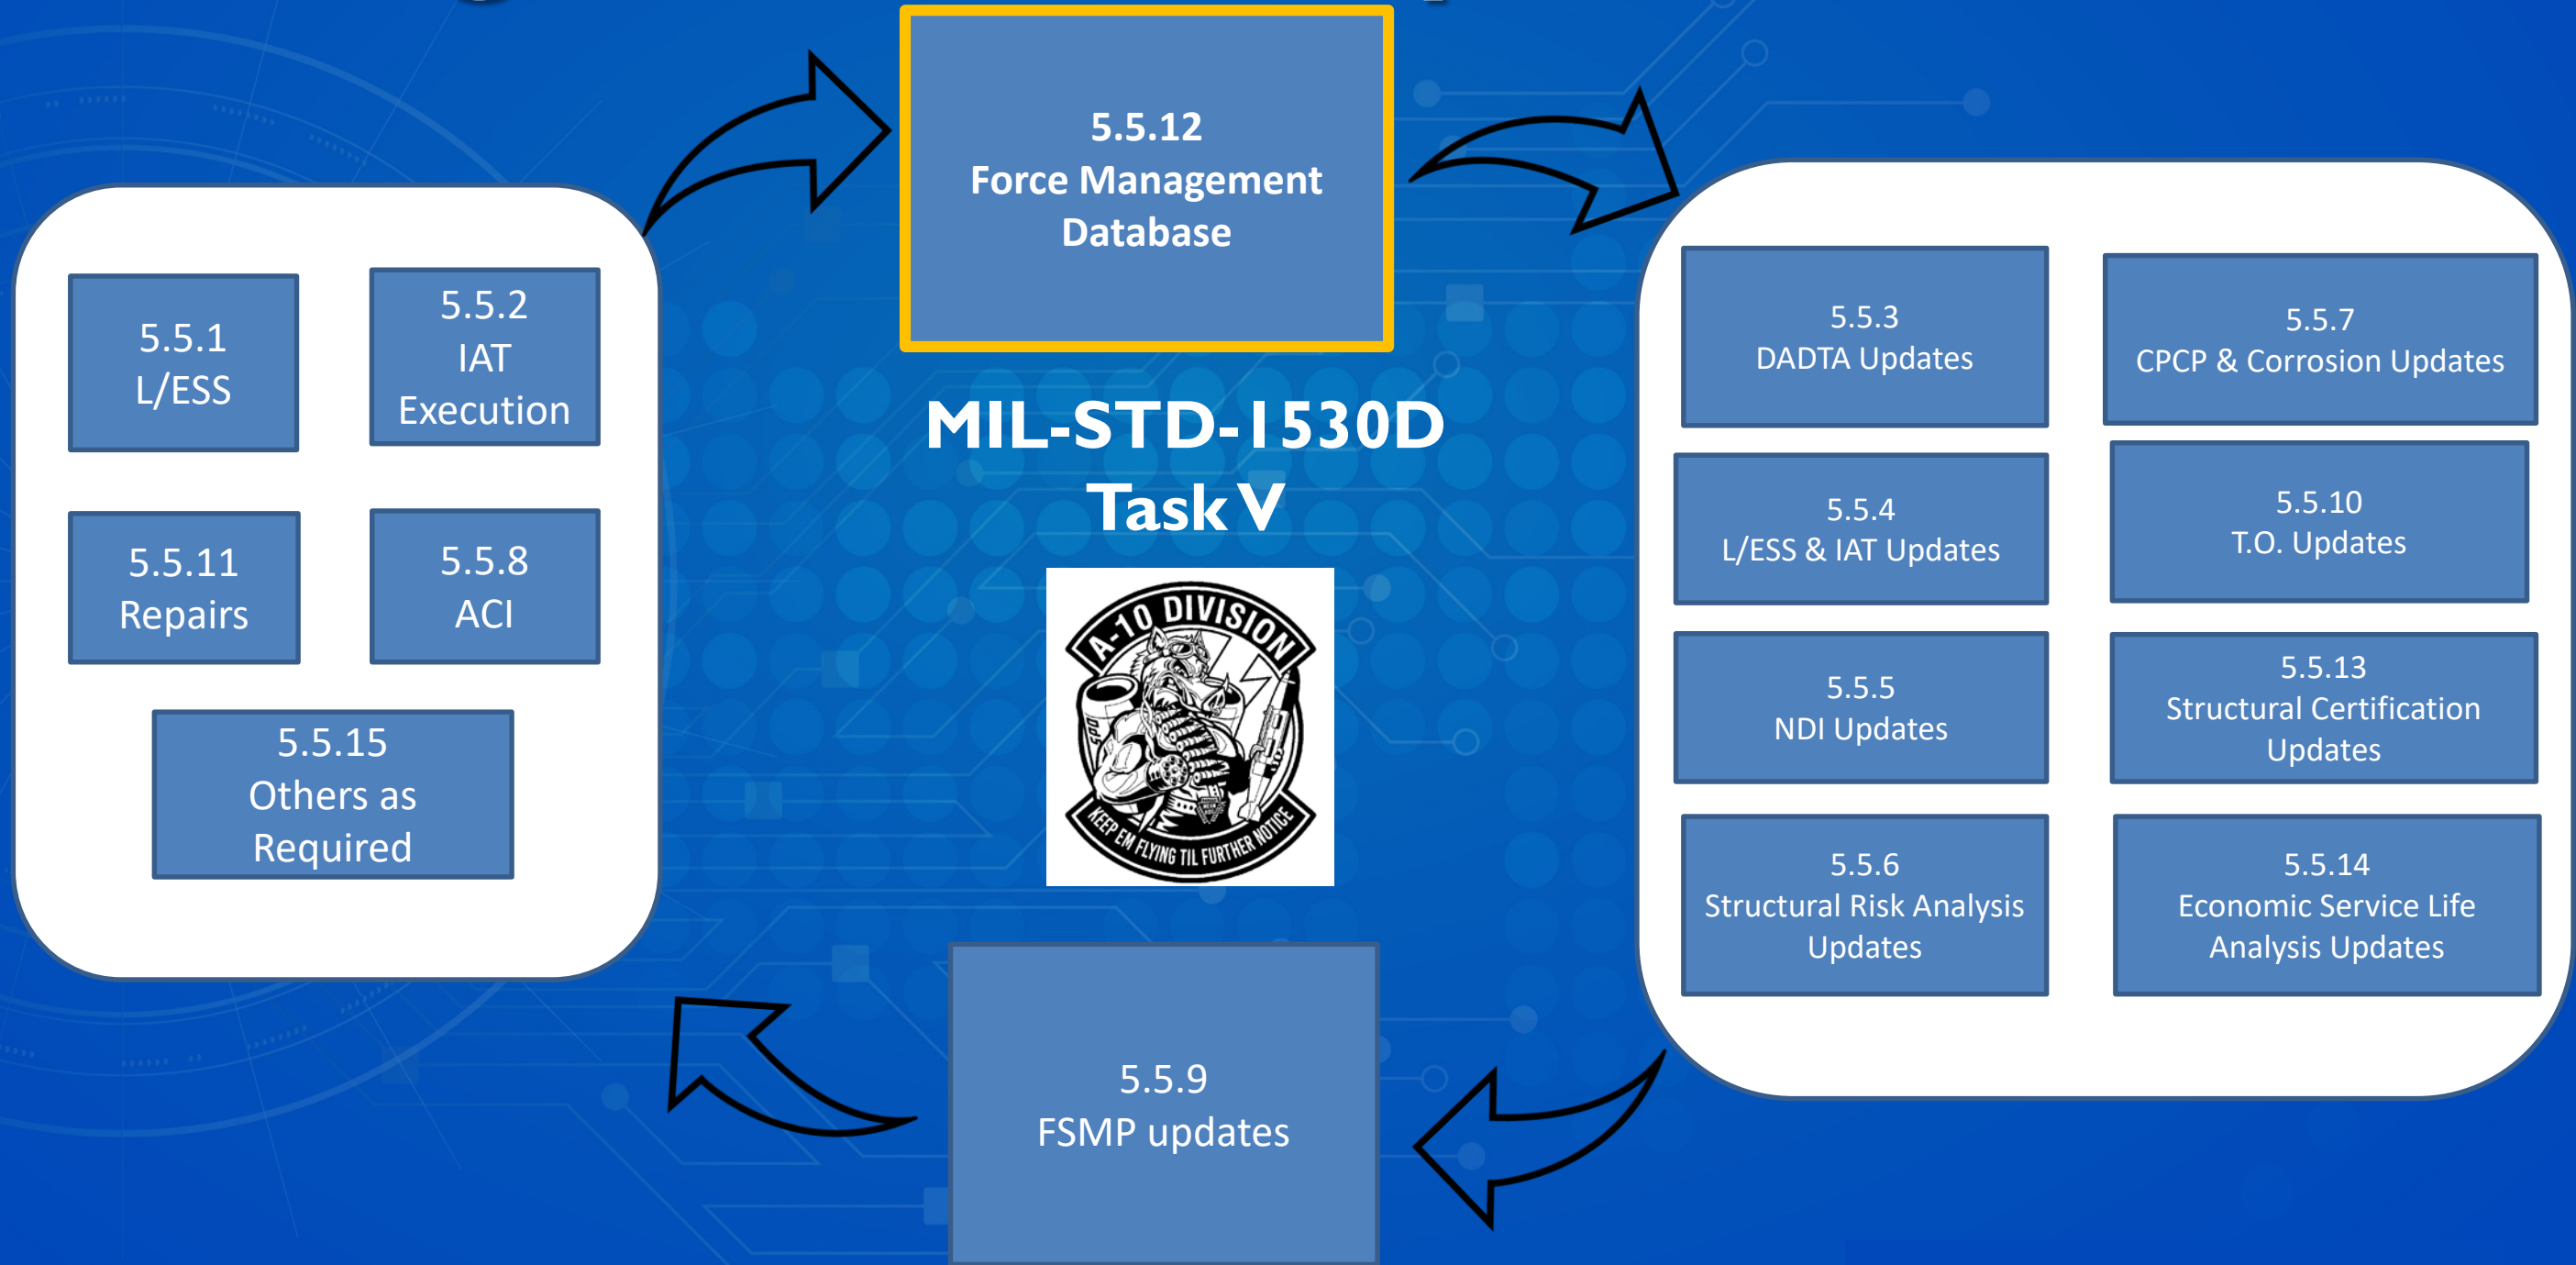 5.5.12
Force Management
Database
5.5.1
L/ESS
5.5.2
IAT
Execution
5.5.11
Repairs
5.5.8
ACI
5.5.15
Others as
Required
MIL-STD-1530D
Task V
A-10 DIVISION
KEEP EM FLYING TIL FURTHER NOTICE
5.5.3
DADTA Updates
5.5.7
CPCP & Corrosion Updates
5.5.4
L/ESS & IAT Updates
5.5.10
T.O. Updates
5.5.5
NDI Updates
5.5.13
Structural Certification
Updates
5.5.6
Structural Risk Analysis
Updates
5.5.14
Economic Service Life
Analysis Updates
5.5.9
FSMP updates